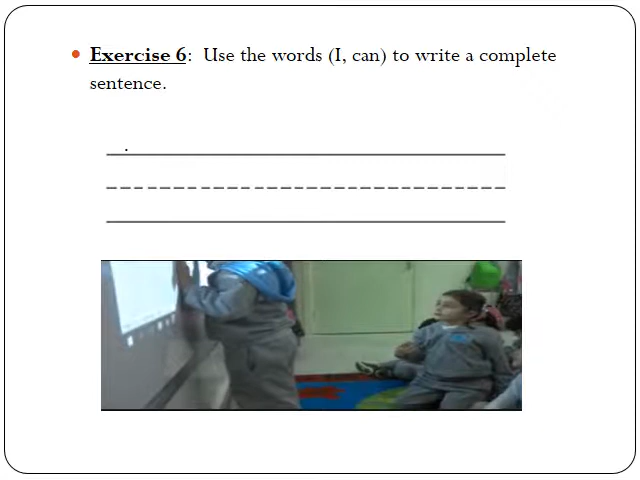 • Exercise 6: Use the words (I, can) to write a complete
sentence.
.